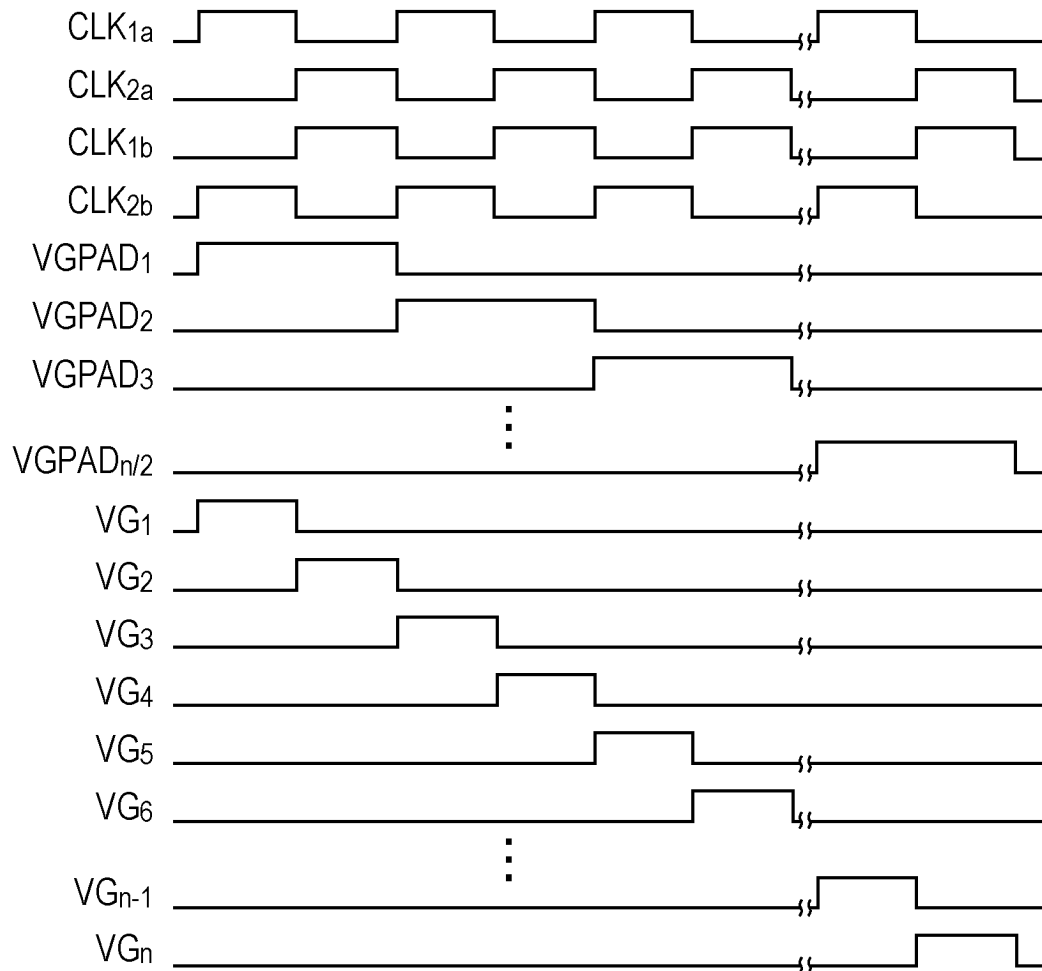 CLK1a
CLK2a
CLK1b
CLK2b
VGPAD1
VGPAD2
VGPAD3
VGPADn/2
VG1
VG2
VG3
VG4
VG5
VG6
VGn-1
VGn